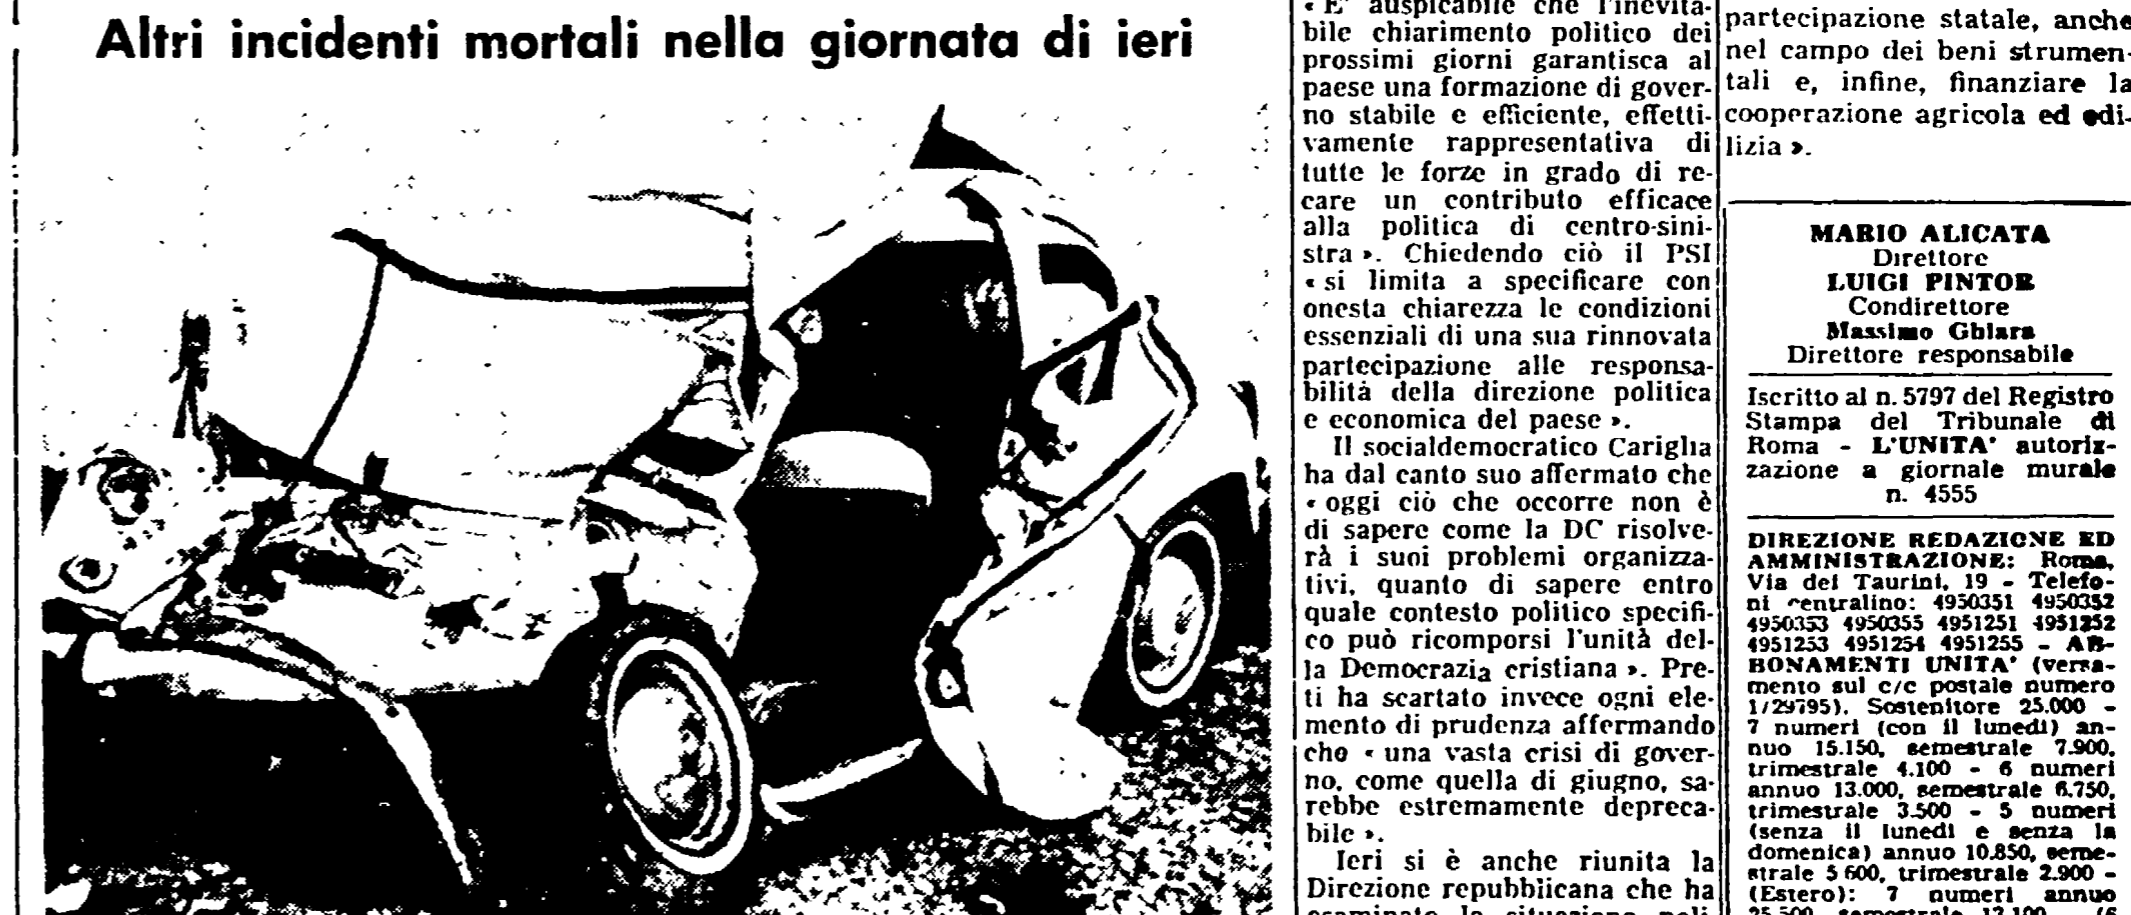 Altri incidenti mortali nella giornata di ieri
« E' auspicabile che l'inevita-
bile chiarimento politico dei
prossimi giorni garantisca al
paese una formazione di gover-
no stabile e efficiente, effetti-
vamente rappresentativa di
tutte le forze in grado di re-
care un contributo efficace
alla politica di centro-sini-
stra ». Chiedendo ciò il PSI
« si limita a specificare con
onesta chiarezza le condizioni
essenziali di una sua rinnovata
partecipazione alle responsa-
bilità della direzione politica
e economica del paese ».
Il socialdemocratico Cariglia
ha dal canto suo affermato che
« oggi ciò che occorre non è
di sapere come la DC risolve-
rà i suoi problemi organizza-
tivi, quanto di sapere entro
quale contesto politico specifi-
co può ricomporsi l'unità del-
la Democrazia cristiana ». Pre-
ti ha scartato invece ogni ele-
mento di prudenza affermando
che « una vasta crisi di gover-
no, come quella di giugno, sa-
rebbe estremamente depreca-
bile ».
Ieri si è anche riunita la
Direzione repubblicana che ha
esaminato la situazione poli-
partecipazione statale, anche
nel campo dei beni strumen-
tali e, infine, finanziare la
cooperazione agricola ed edi-
lizia ».
MARIO ALICATA
Direttore
LUIGI PINTOR
Condirettore
Massimo Ghiara
Direttore responsabile
Iscritto al n. 5797 del Registro
Stampa del Tribunale di
Roma - L'UNITA' autoriz-
zazione a giornale murale
n. 4555
DIREZIONE REDAZIONE ED
AMMINISTRAZIONE: Roma,
Via dei Taurini, 19 - Telefo-
ni centralino: 4950351 4950352
4950353 4950355 4951251 4951252
4951253 4951254 4951255 - AB-
BONAMENTI UNITA' (versa-
mento sul c/c postale numero
1/29795). Sostenitore 25.000 -
7 numeri (con il lunedì) an-
nuo 15.150, semestrale 7.900,
trimestrale 4.100 - 6 numeri
annuo 13.000, semestrale 6.750,
trimestrale 3.500 - 5 numeri
(senza il lunedì e senza la
domenica) annuo 10.850, seme-
strale 5.600, trimestrale 2.900 -
(Estero): 7 numeri annuo
25.500, semestrale 13.100 (6